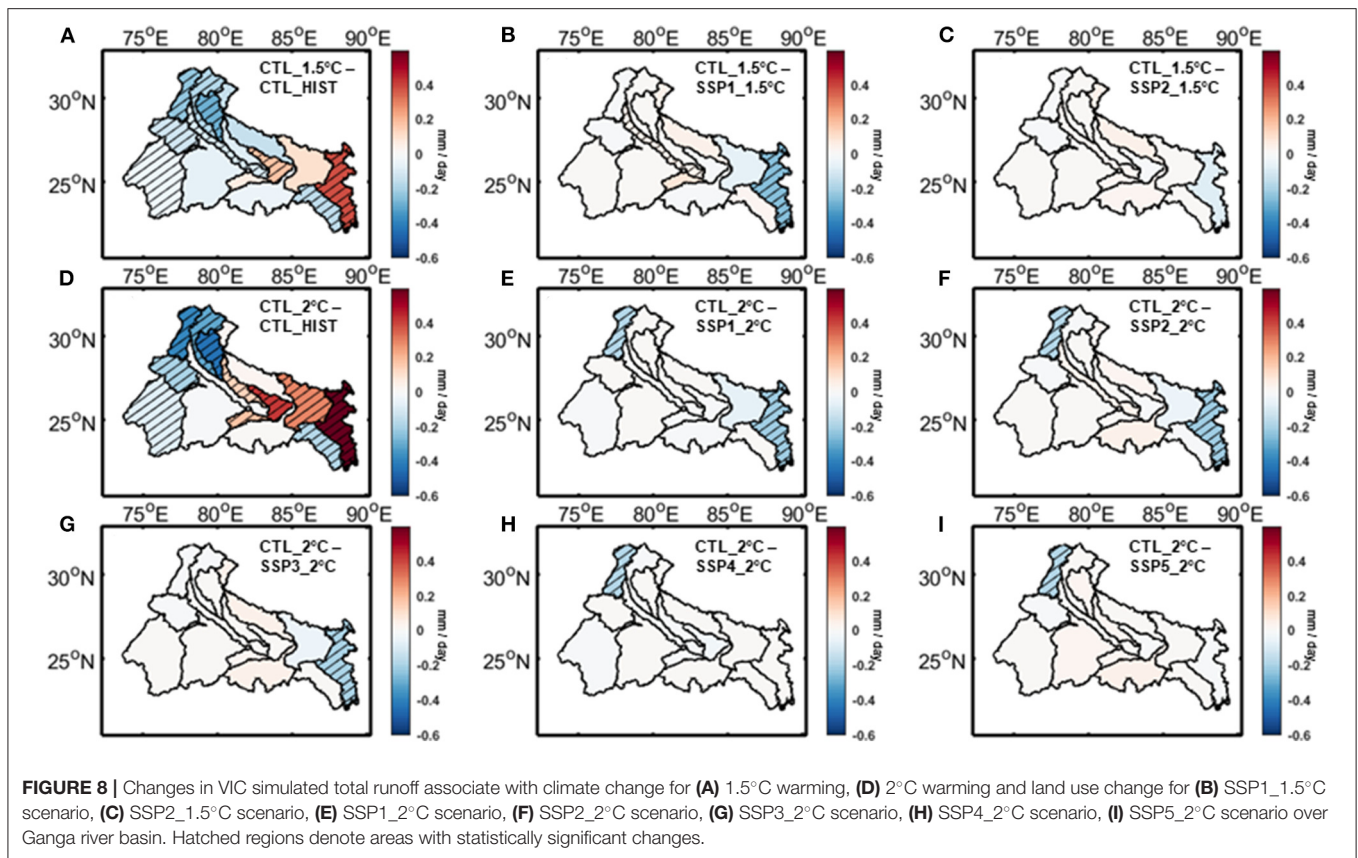 A
75°E 80°E 85°E 90°E
30°N
25°N
CTL_1.5°C –
CTL_HIST
0.4
0.2
0
-0.2
-0.4
-0.6
mm / day
B
75°E 80°E 85°E 90°E
30°N
25°N
CTL_1.5°C –
SSP1_1.5°C
0.4
0.2
0
-0.2
-0.4
-0.6
mm / day
C
75°E 80°E 85°E 90°E
30°N
25°N
CTL_1.5°C –
SSP2_1.5°C
0.4
0.2
0
-0.2
-0.4
-0.6
mm / day
D
75°E 80°E 85°E 90°E
30°N
25°N
CTL_2°C –
CTL_HIST
0.4
0.2
0
-0.2
-0.4
-0.6
mm / day
E
75°E 80°E 85°E 90°E
30°N
25°N
CTL_2°C –
SSP1_2°C
0.4
0.2
0
-0.2
-0.4
-0.6
mm / day
F
75°E 80°E 85°E 90°E
30°N
25°N
CTL_2°C –
SSP2_2°C
0.4
0.2
0
-0.2
-0.4
-0.6
mm / day
G
75°E 80°E 85°E 90°E
30°N
25°N
CTL_2°C –
SSP3_2°C
0.4
0.2
0
-0.2
-0.4
-0.6
mm / day
H
75°E 80°E 85°E 90°E
30°N
25°N
CTL_2°C –
SSP4_2°C
0.4
0.2
0
-0.2
-0.4
-0.6
mm / day
I
75°E 80°E 85°E 90°E
30°N
25°N
CTL_2°C –
SSP5_2°C
0.4
0.2
0
-0.2
-0.4
-0.6
mm / day
FIGURE 8 | Changes in VIC simulated total runoff associate with climate change for (A) 1.5°C warming, (D) 2°C warming and land use change for (B) SSP1_1.5°C
scenario, (C) SSP2_1.5°C scenario, (E) SSP1_2°C scenario, (F) SSP2_2°C scenario, (G) SSP3_2°C scenario, (H) SSP4_2°C scenario, (I) SSP5_2°C scenario over
Ganga river basin. Hatched regions denote areas with statistically significant changes.